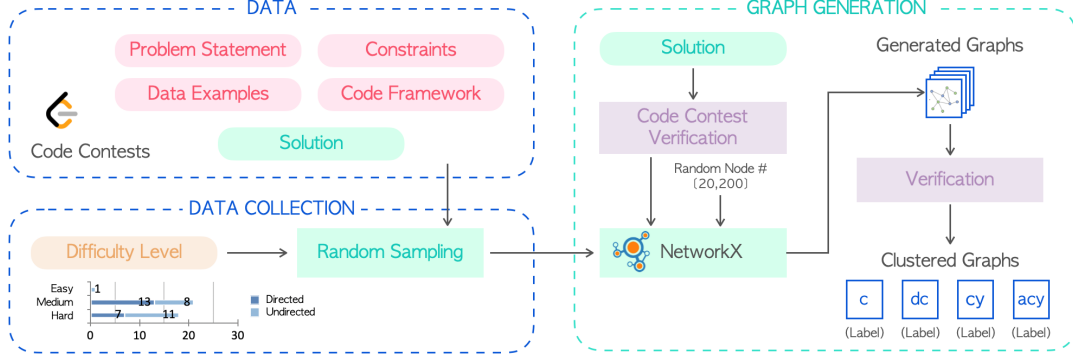 DATA
Problem Statement
Constraints
Data Examples
Code Framework
Solution
Code Contests
DATA COLLECTION
Difficulty Level
Random Sampling
Easy
1
Medium
13
8
Hard
7
11
0
10
20
30
Directed
Undirected
GRAPH GENERATION
Solution
Code Contest
Verification
Random Node #
[20,200]
NetworkX
Generated Graphs
Verification
Clustered Graphs
c
dc
cy
acy
(Label)
(Label)
(Label)
(Label)